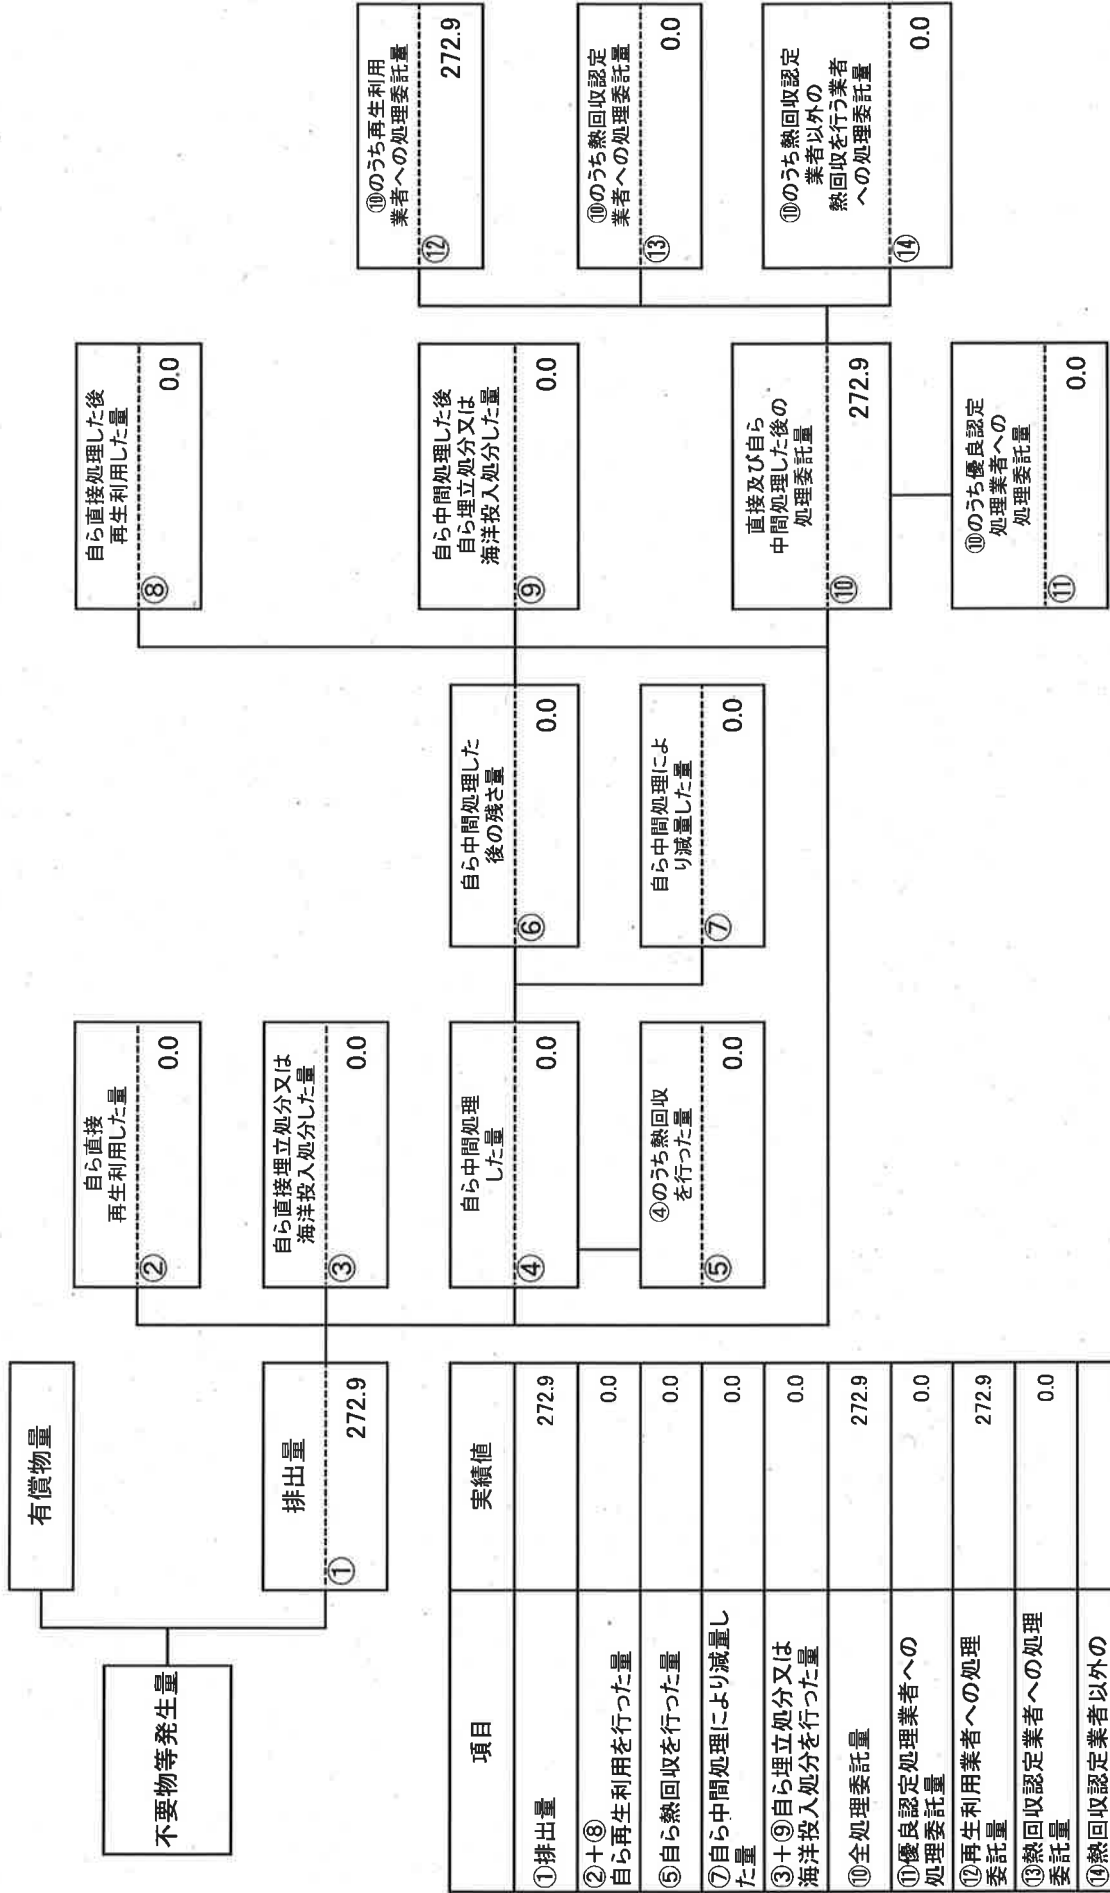 不要物等発生量
有償物量
排出量
①
272.9
自ら直接
再生利用した量
②
0.0
自ら直接埋立処分又は
海洋投入処分した量
③
0.0
自ら中間処理
した量
④
0.0
④のうち熱回収
を行った量
⑤
0.0
自ら中間処理した
後の残さ量
⑥
0.0
自ら中間処理によ
り減量した量
⑦
0.0
自ら直接処理した後
再生利用した量
⑧
0.0
自ら中間処理した後
自ら埋立処分又は
海洋投入処分した量
⑨
0.0
直接及び自ら
中間処理した後の
処理委託量
⑩
272.9
⑩のうち優良認定
処理業者への
処理委託量
⑪
0.0
⑩のうち再生利用
業者への処理委託量
⑫
272.9
⑩のうち熱回収認定
業者への処理委託量
⑬
0.0
⑩のうち熱回収認定
業者以外の
熱回収を行う業者
への処理委託量
⑭
0.0
項目 実績値
①排出量 272.9
②+⑧
自ら再生利用を行った量 0.0
⑤自ら熱回収を行った量 0.0
⑦自ら中間処理により減量し
た量 0.0
③+⑨自ら埋立処分又は
海洋投入処分を行った量 0.0
⑩全処理委託量 272.9
⑪優良認定処理業者への
処理委託量 0.0
⑫再生利用業者への処理
委託量 272.9
⑬熱回収認定業者への処理
委託量 0.0
⑭熱回収認定業者以外の